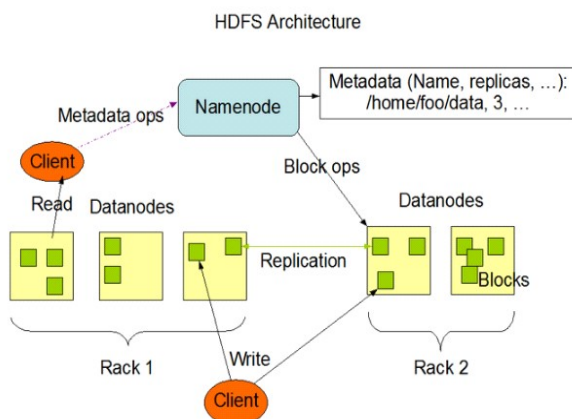 HDFS Architecture
Metadata (Name, replicas, …):
/home/foo/data, 3, …
Namenode
Metadata ops
Client
Block ops
Read
Datanodes
Datanodes
Replication
Blocks
Rack 1
Write
Rack 2
Client